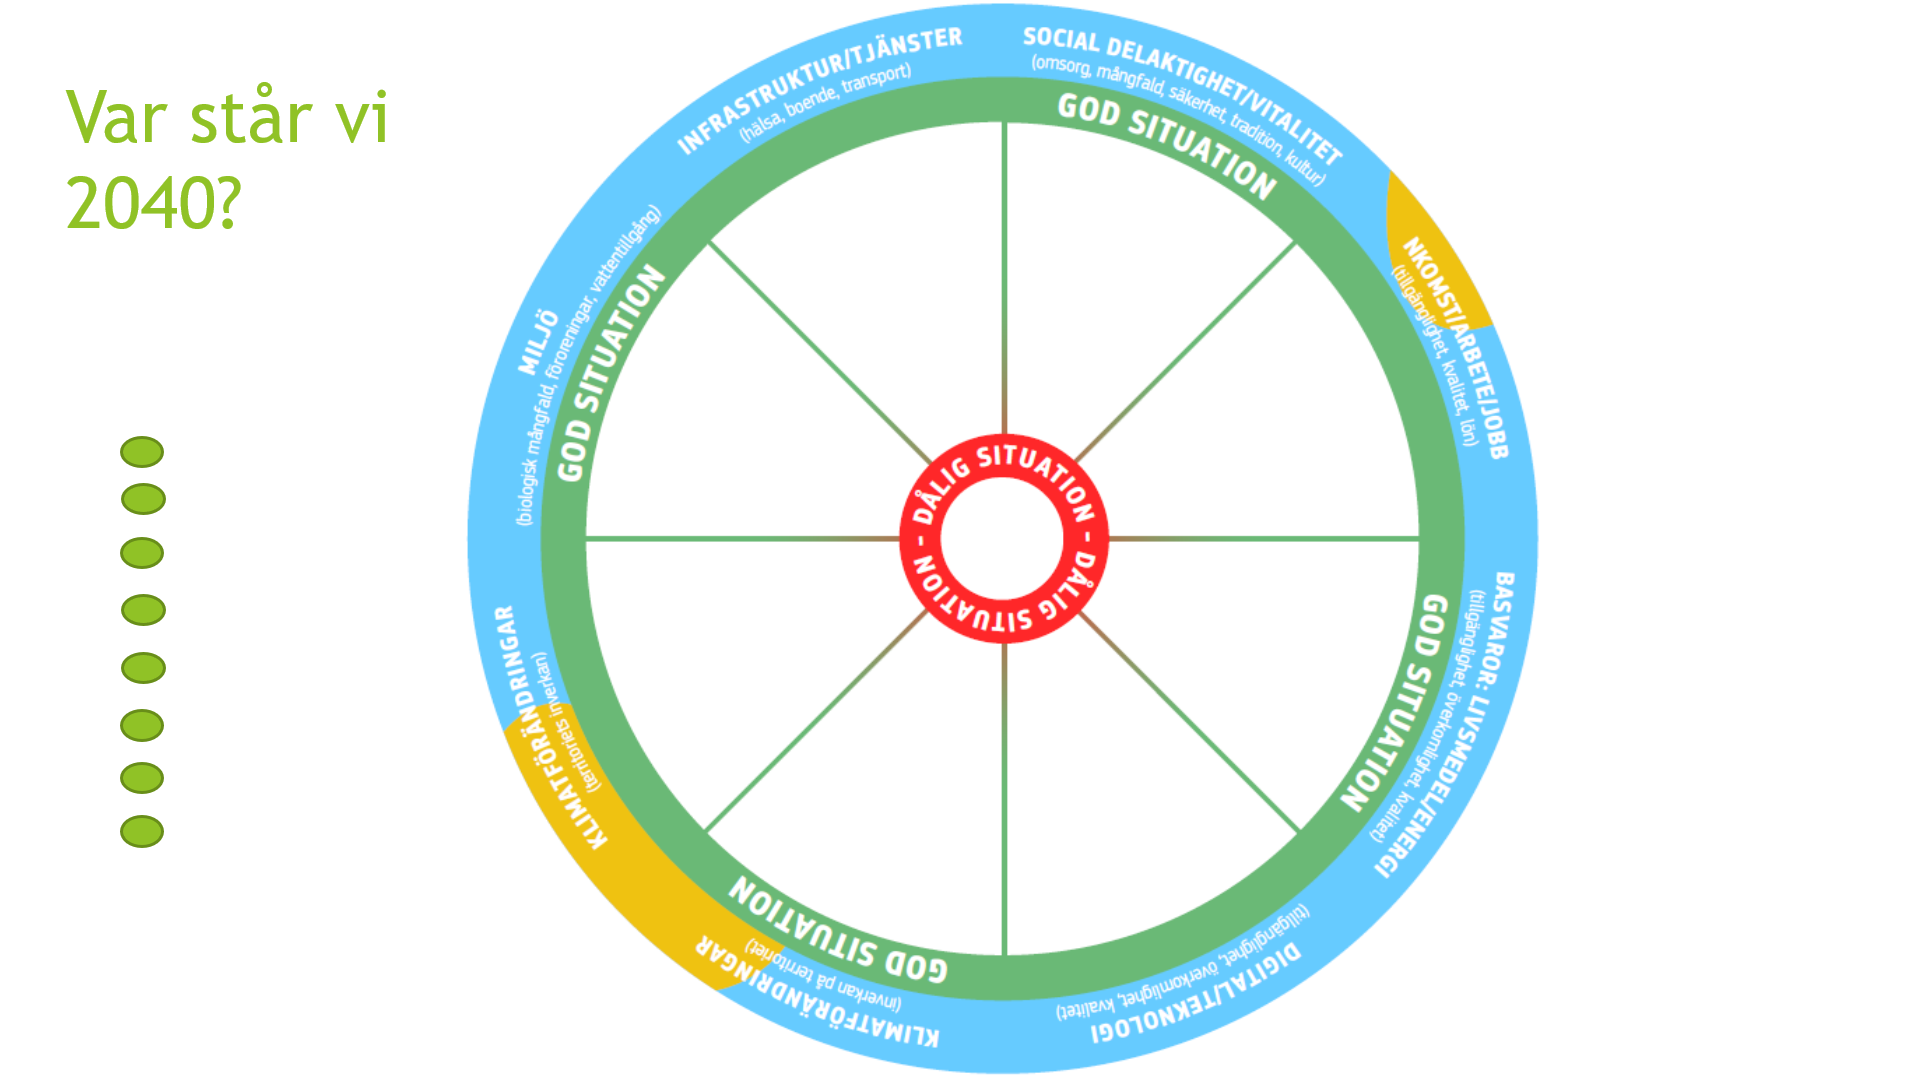 Var står vi
2040?
INFRASTRUKTUR/TJÄNSTER
(hälsa, boende, transport)
SOCIAL DELAKTIGHET/VITALITET
(omsorg, mångfald, säkerhet, tradition, kultur)
GOD SITUATION
NKOMST/ARBETE/JOBB
(tillgänglighet, kvalitet, lön)
BASVAROR: LIVSMEDEL/ENERGI
(tillgänglighet, överkomlighet, kvalitet)
GOD SITUATION
DIGITAL/TEKNOLOGI
(tillgänglighet, överkomlighet, kvalitet)
KLIMATFÖRÄNDRINGAR
(inverkan på territoriet)
GOD SITUATION
KLIMATFÖRÄNDRINGAR
(territoriets inverkan)
MILJÖ
(biologisk mångfald, föroreningar, vattentillgång)
GOD SITUATION
DÅLIG SITUATION – DÅLIG SITUATION –